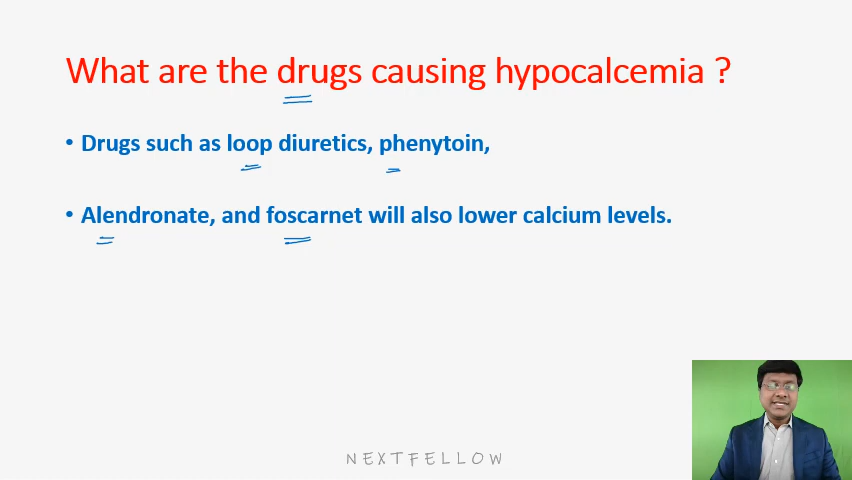 What are the drugs causing hypocalcemia ?
• Drugs such as loop diuretics, phenytoin,
• Alendronate, and foscarnet will also lower calcium levels.
NEXTFELLOW